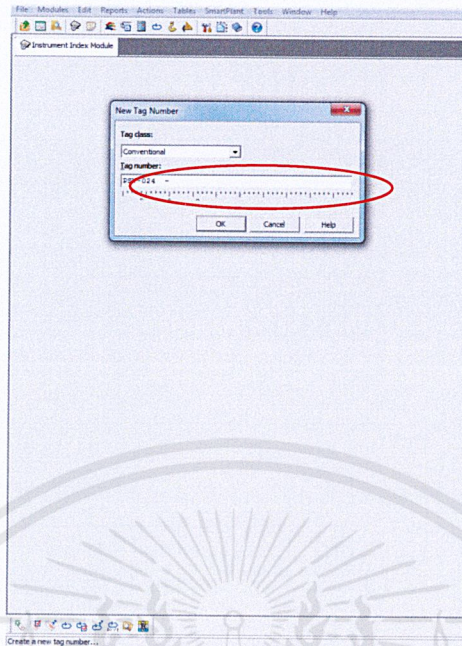 File Modules Edit Reports Actions Tables SmartPlant Tools Window Help
Instrument Index Module
New Tag Number
Tag class:
Conventional
Tag number:
OK Cancel Help
Create a new tag number...